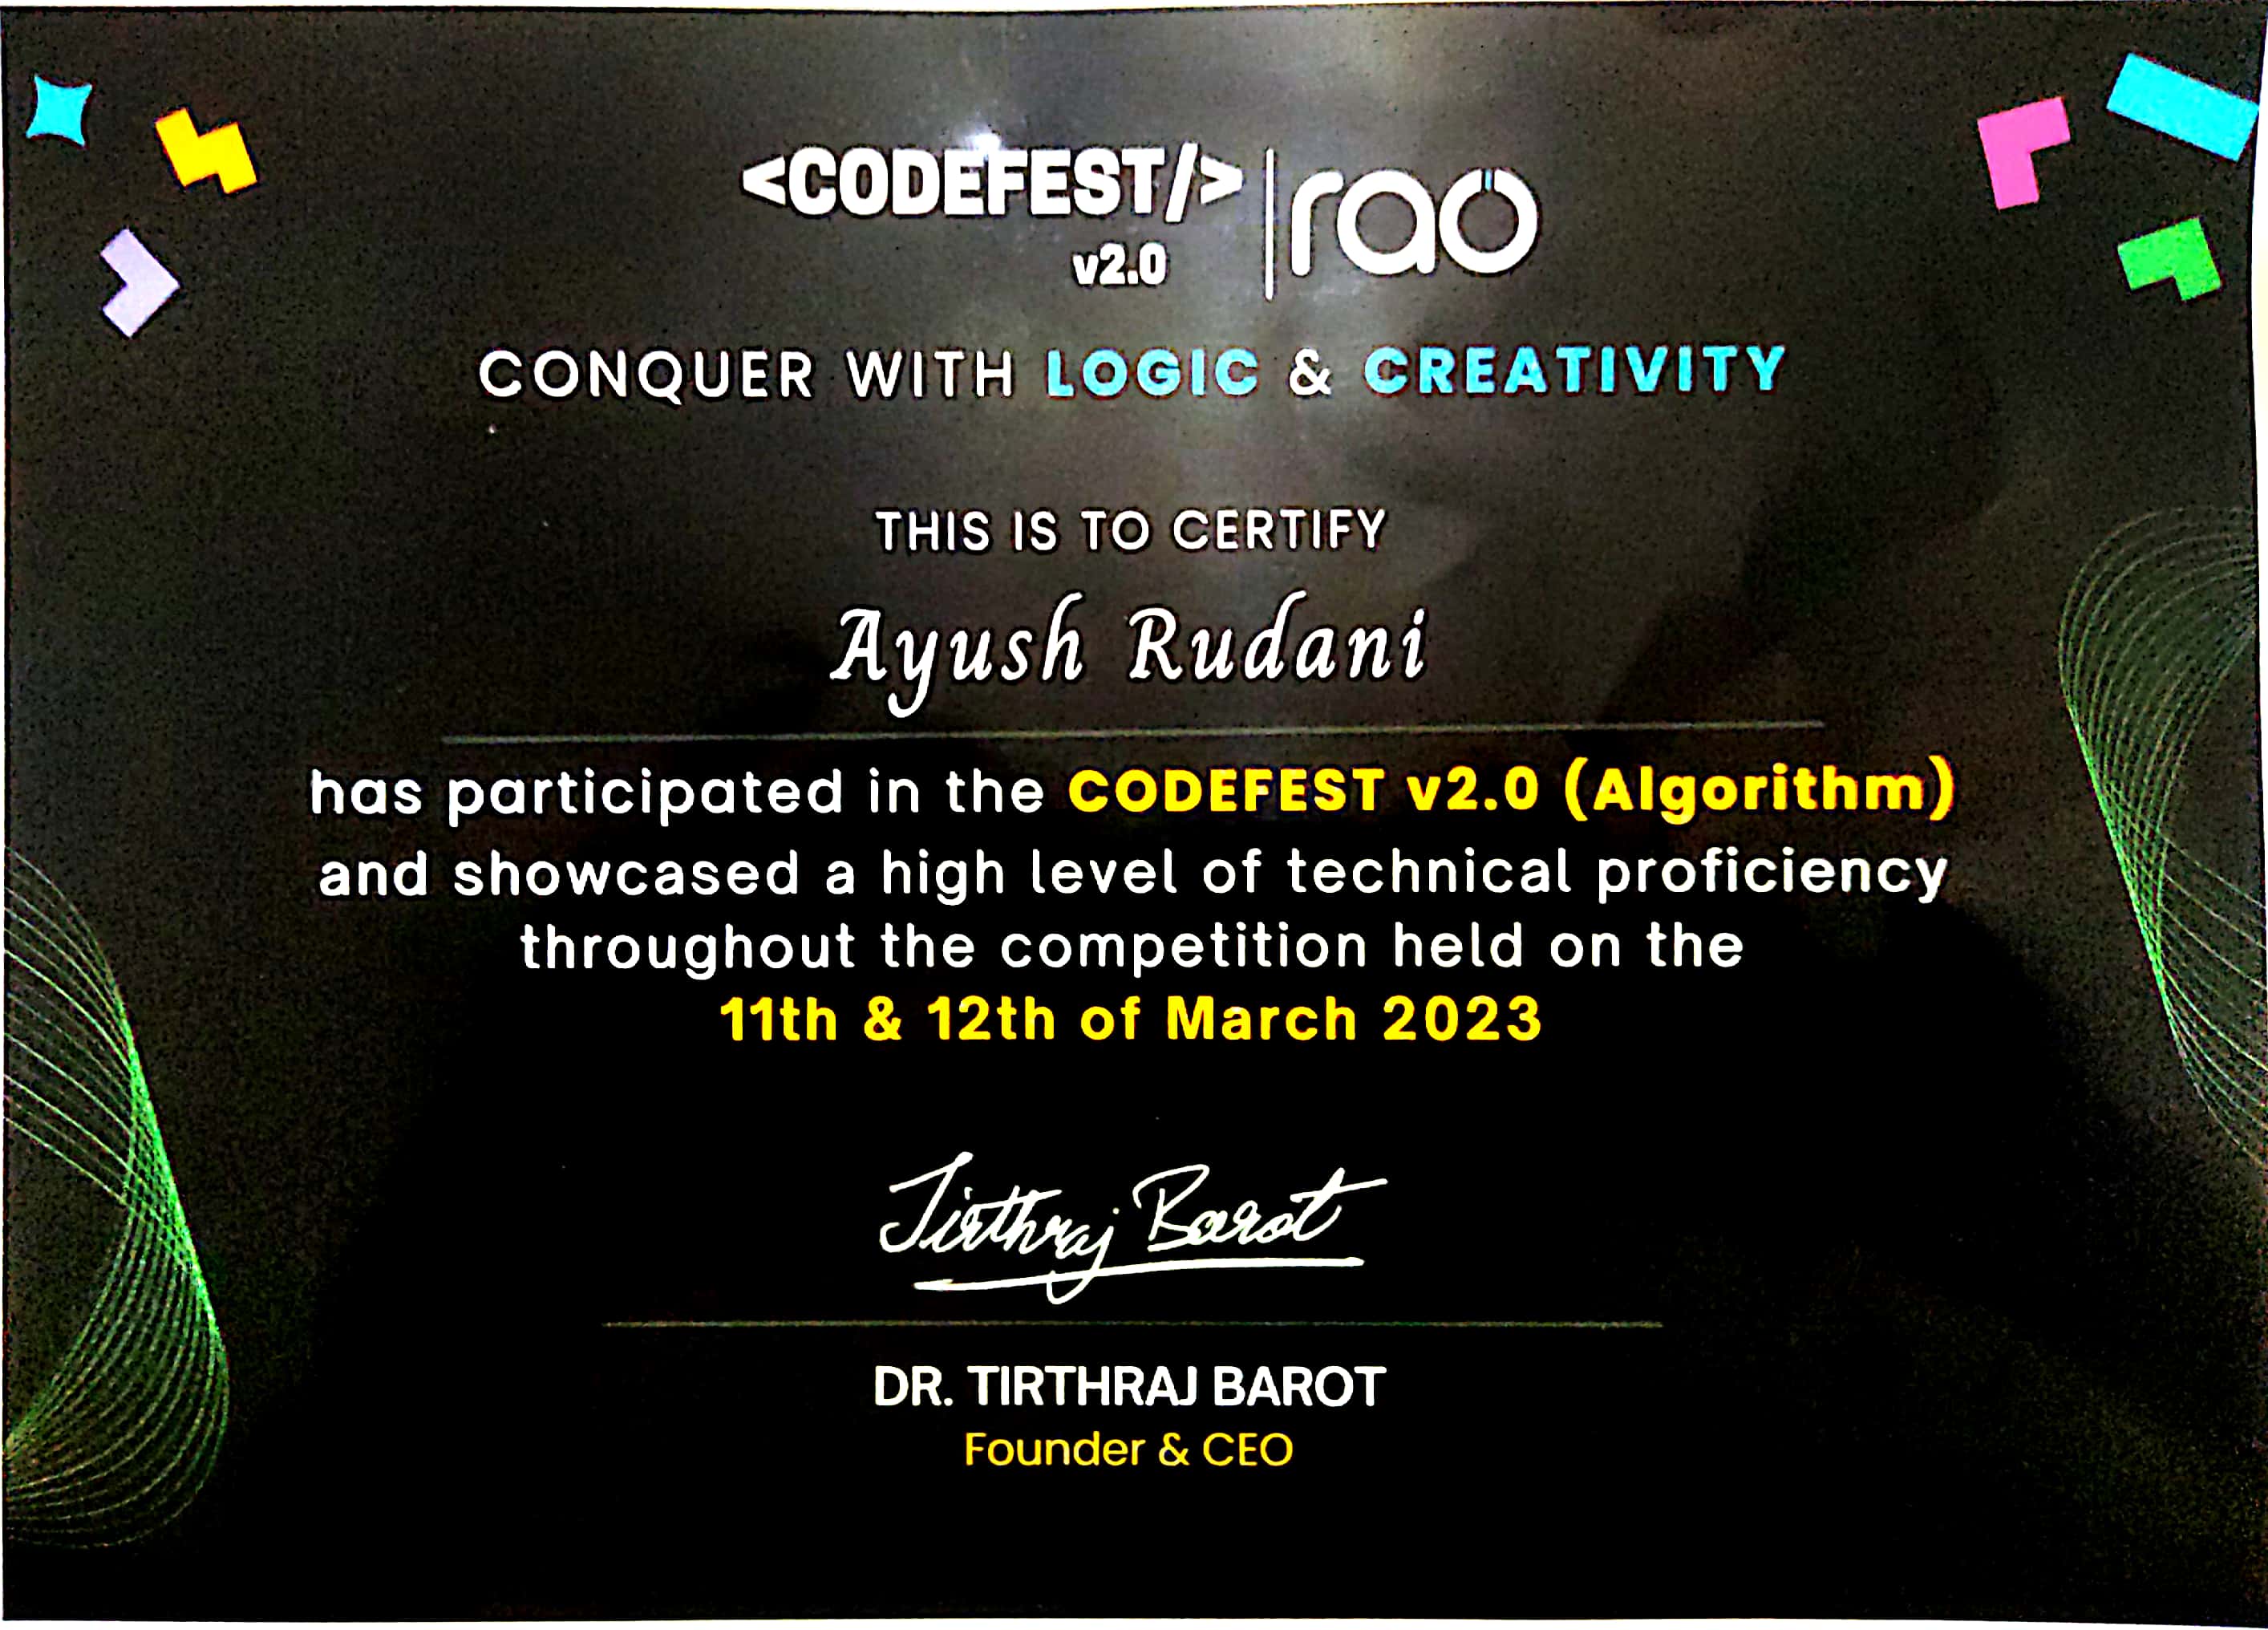 <CODEFEST/> | rao
v2.0
CONQUER WITH LOGIC & CREATIVITY
THIS IS TO CERTIFY
Ayush Rudani
has participated in the CODEFEST v2.0 (Algorithm)
and showcased a high level of technical proficiency
throughout the competition held on the
11th & 12th of March 2023
Tirthraj Barot
DR. TIRTHRAJ BAROT
Founder & CEO